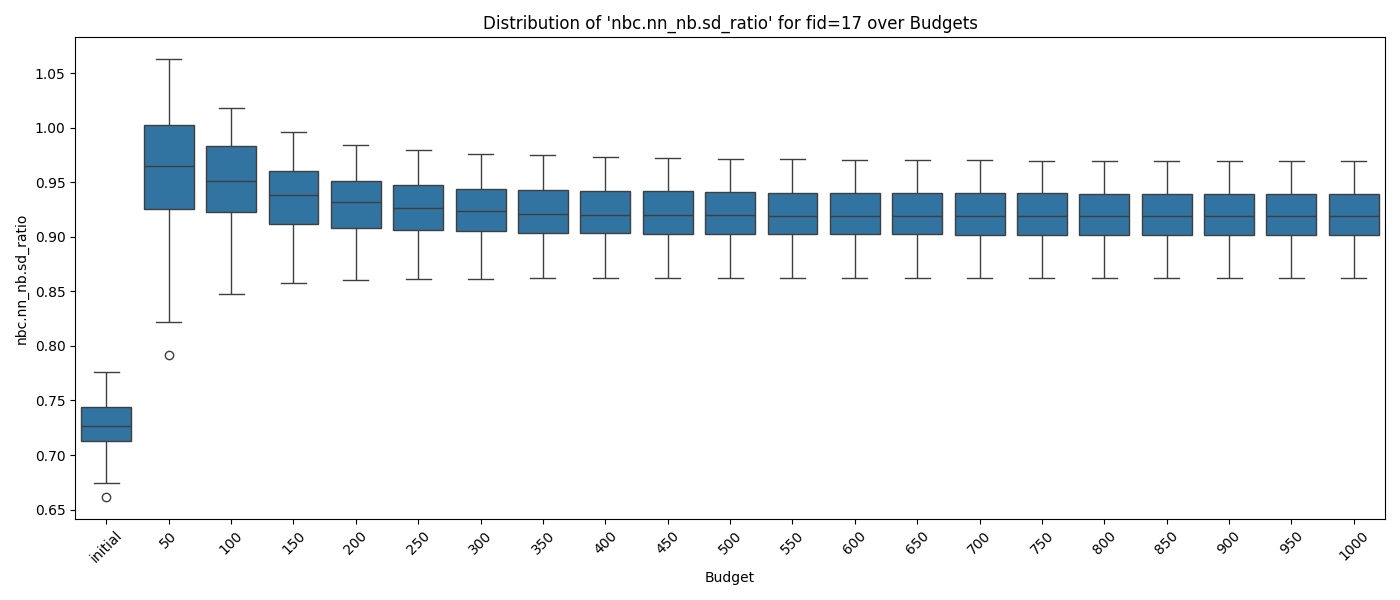 Distribution of 'nbc.nn_nb.sd_ratio' for fid=17 over Budgets
nbc.nn_nb.sd_ratio
1.05
1.00
0.95
0.90
0.85
0.80
0.75
0.70
0.65
initial 50 100 150 200 250 300 350 400 450 500 550 600 650 700 750 800 850 900 950 1000
Budget